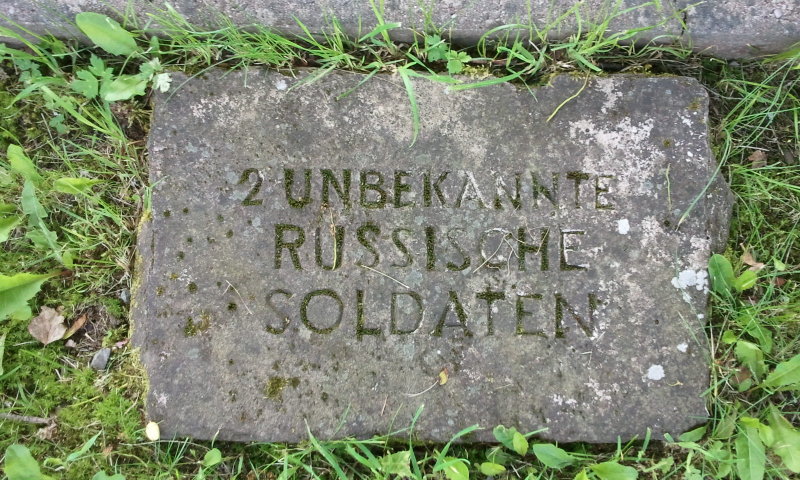 2 UNBEKANNTE
RUSSISCHE
SOLDATEN